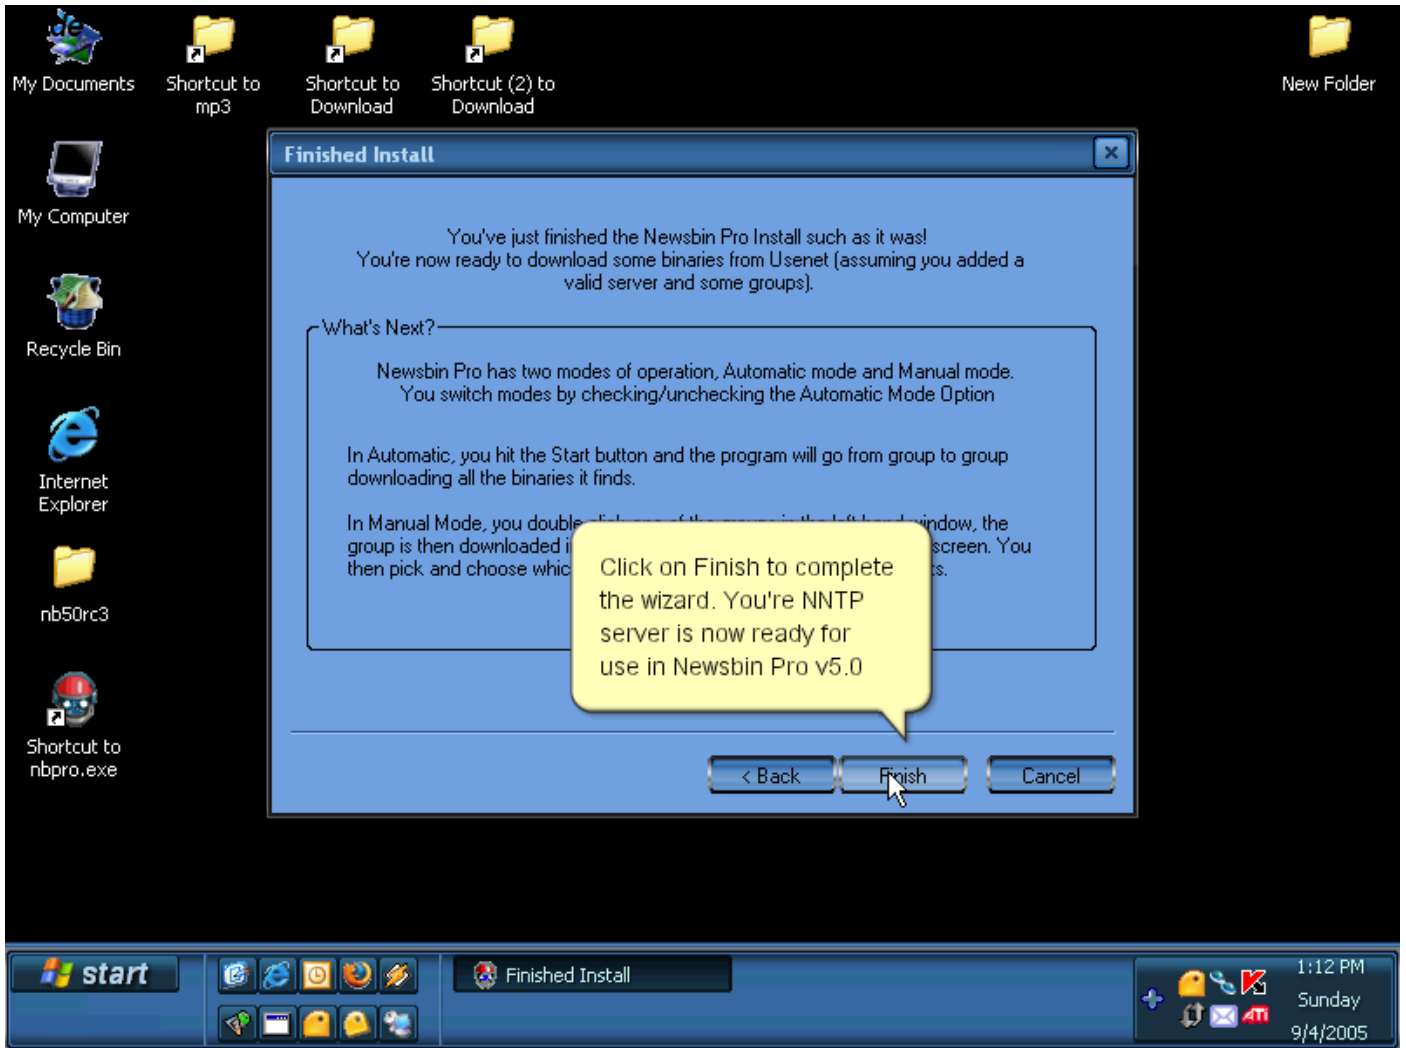 My Documents
Shortcut to
mp3
Shortcut to
Download
Shortcut (2) to
Download
New Folder
My Computer
Recycle Bin
Internet
Explorer
nb50rc3
Shortcut to
nbpro.exe
Finished Install
You've just finished the Newsbin Pro Install such as it was!
You're now ready to download some binaries from Usenet (assuming you added a
valid server and some groups).
What's Next?
Newsbin Pro has two modes of operation, Automatic mode and Manual mode.
You switch modes by checking/unchecking the Automatic Mode Option
In Automatic, you hit the Start button and the program will go from group to group
downloading all the binaries it finds.
In Manual Mode, you double window, the
group is then downloaded screen. You
then pick and choose
Click on Finish to complete
the wizard. You're NNTP
server is now ready for
use in Newsbin Pro v5.0
< Back
Finish
Cancel
start
Finished Install
ATI
1:12 PM
Sunday
9/4/2005